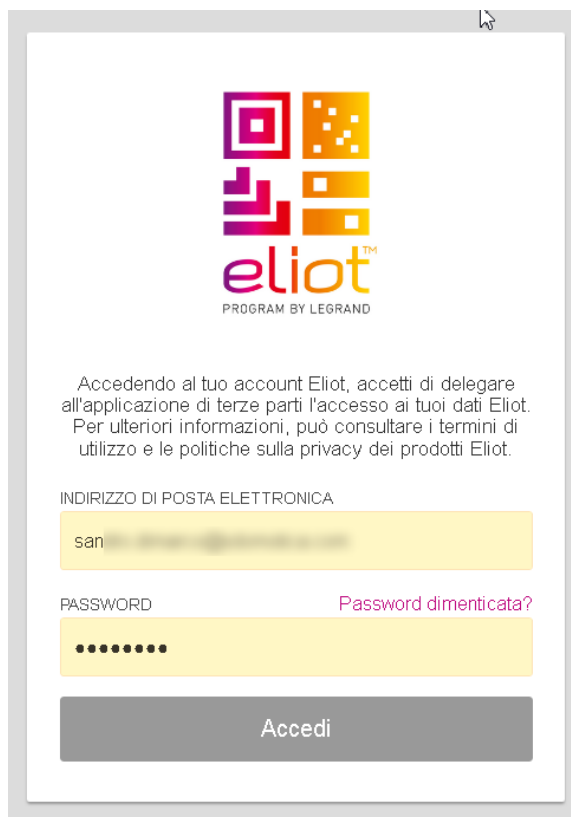 eliot™
PROGRAM BY LEGRAND
Accedendo al tuo account Eliot, accetti di delegare
all'applicazione di terze parti l'accesso ai tuoi dati Eliot.
Per ulteriori informazioni, può consultare i termini di
utilizzo e le politiche sulla privacy dei prodotti Eliot.
INDIRIZZO DI POSTA ELETTRONICA
san
PASSWORD Password dimenticata?
••••••••
Accedi